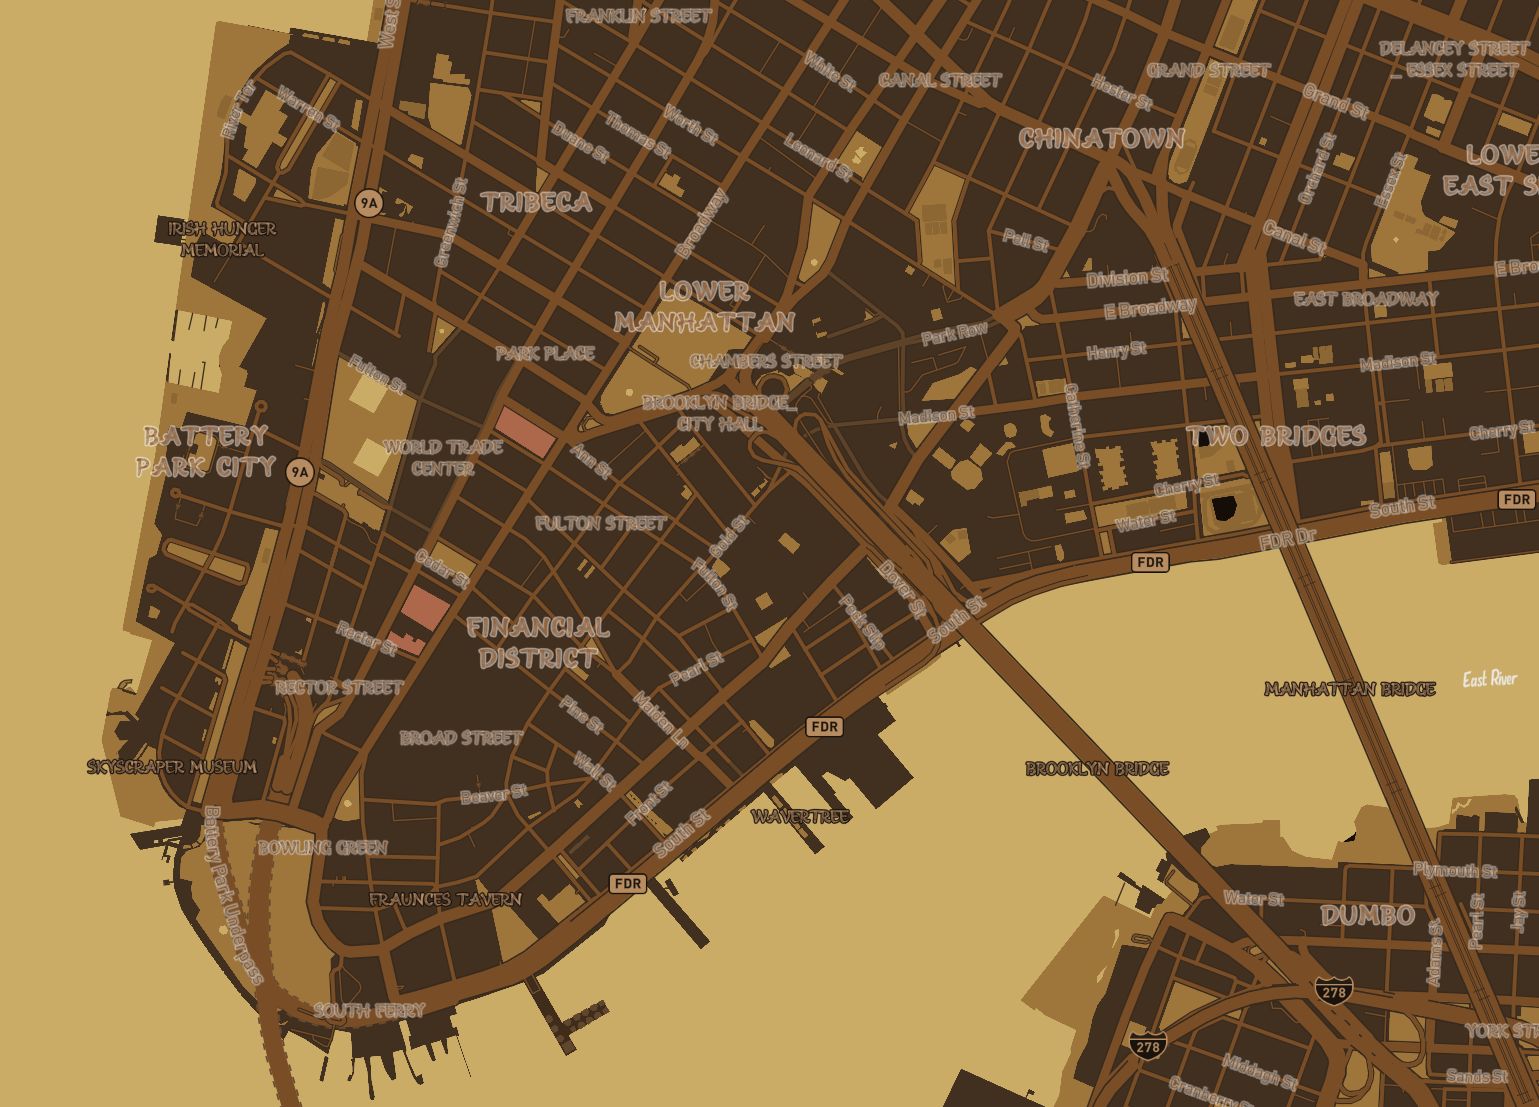 West S
FRANKLIN STREET
DELANCEY STREET
_ ESSEX STREET
White St
CANAL STREET
GRAND STREET
Hester St
Grand St
River Ter
Warren St
Duane St
Thomas St
Worth St
Leonard St
CHINATOWN
Orchard St
Essex St
LOWE
EAST S
9A
TRIBECA
Greenwich St
Broadway
IRISH HUNGER
MEMORIAL
Pell St
Canal St
Division St
E Bro
LOWER
MANHATTAN
E Broadway
EAST BROADWAY
Park Row
Henry St
Madison St
PARK PLACE
CHAMBERS STREET
Fulton St
BROOKLYN BRIDGE_
CITY HALL
Madison St
Catherine St
BATTERY
PARK CITY
9A
WORLD TRADE
CENTER
Ann St
TWO BRIDGES
Cherry St
Cherry St
FULTON STREET
Gold St
Water St
South St
FDR
FDR Dr
FDR
Cedar St
Fulton St
Dover St
Peck Slip
South St
FINANCIAL
DISTRICT
Rector St
Pearl St
RECTOR STREET
Pine St
Maiden Ln
MANHATTAN BRIDGE
East River
BROAD STREET
FDR
SKYSCRAPER MUSEUM
Wall St
Beaver St
Front St
BROOKLYN BRIDGE
WAVERTREE
South St
Battery Park Underpass
BOWLING GREEN
FDR
FRAUNCES TAVERN
Plymouth St
Water St
DUMBO
Pearl St
Jay St
Adams St
SOUTH FERRY
278
278
YORK STR
Middagh St
Sands St
Cranberry S